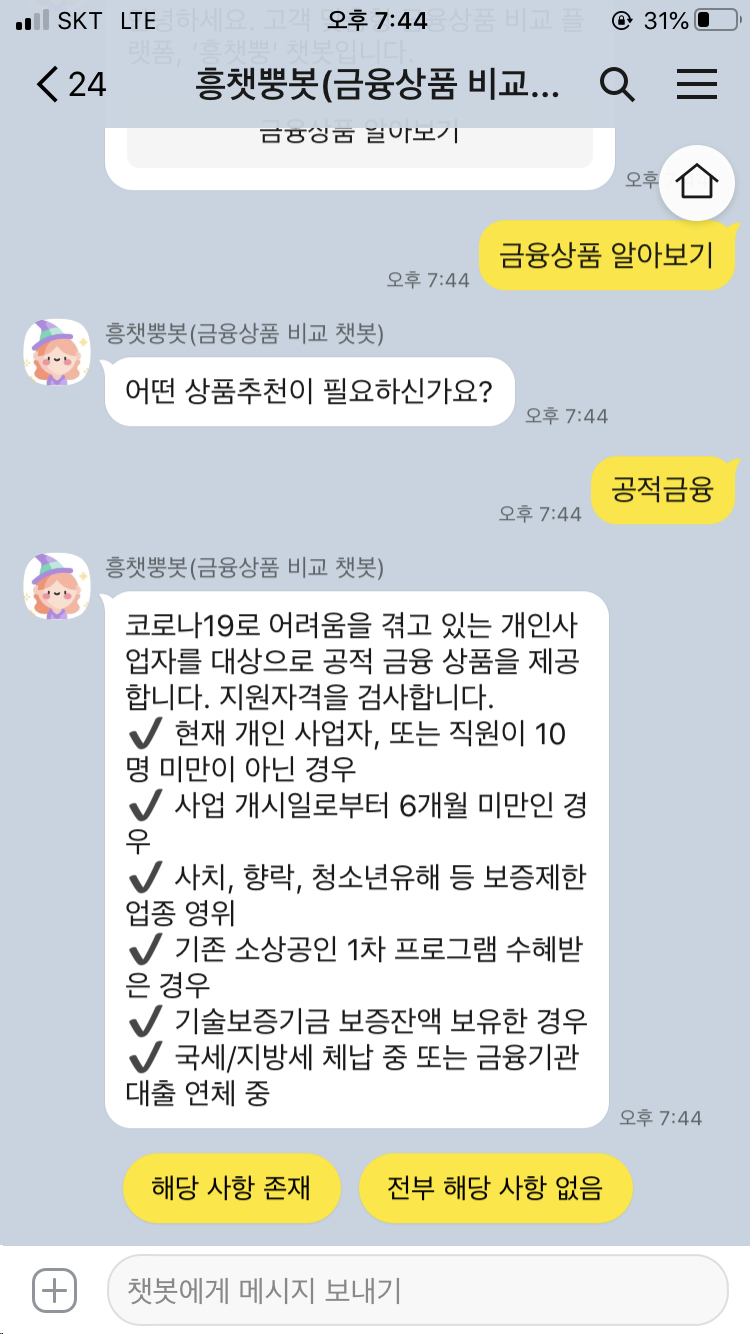 SKT LTE 오후 7:44 31%
녕하세요. 고객 맞춤형 금융상품 비교 플
랫폼, '흥챗뿡' 챗봇입니다.
24 흥챗뿡봇(금융상품 비교...
금융상품 알아보기
오후
금융상품 알아보기
오후 7:44
흥챗뿡봇(금융상품 비교 챗봇)
어떤 상품추천이 필요하신가요?
오후 7:44
공적금융
오후 7:44
흥챗뿡봇(금융상품 비교 챗봇)
코로나19로 어려움을 겪고 있는 개인사
업자를 대상으로 공적 금융 상품을 제공
합니다. 지원자격을 검사합니다.
✔ 현재 개인 사업자, 또는 직원이 10
명 미만이 아닌 경우
✔ 사업 개시일로부터 6개월 미만인 경
우
✔ 사치, 향락, 청소년유해 등 보증제한
업종 영위
✔ 기존 소상공인 1차 프로그램 수혜받
은 경우
✔ 기술보증기금 보증잔액 보유한 경우
✔ 국세/지방세 체납 중 또는 금융기관
대출 연체 중
오후 7:44
해당 사항 존재 전부 해당 사항 없음
챗봇에게 메시지 보내기